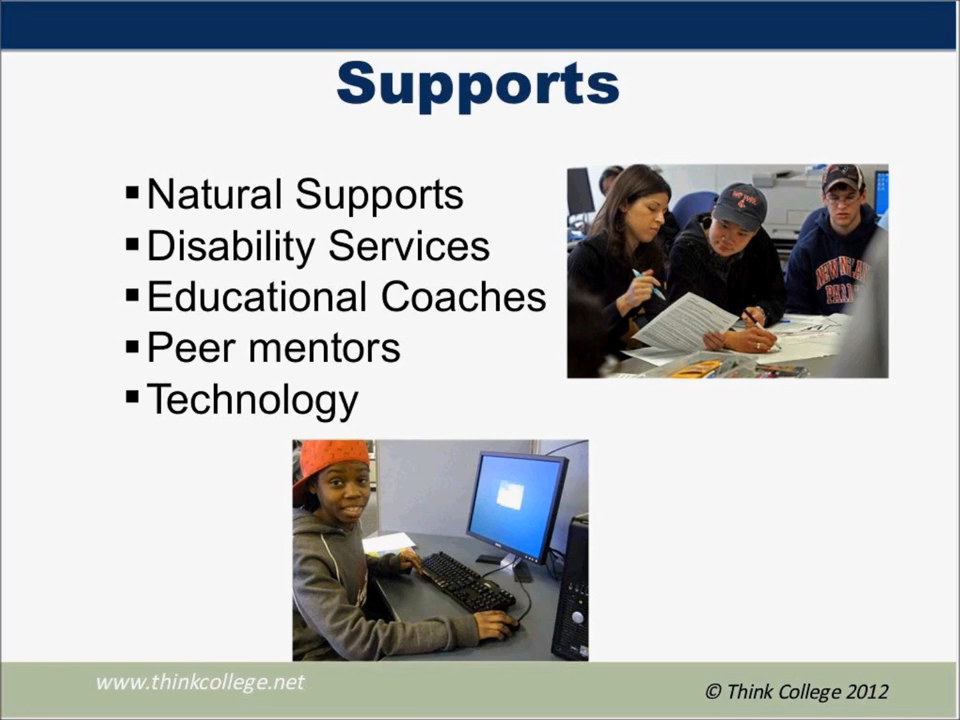 Supports
▪Natural Supports
▪Disability Services
▪Educational Coaches
▪Peer mentors
▪Technology
www.thinkcollege.net
© Think College 2012